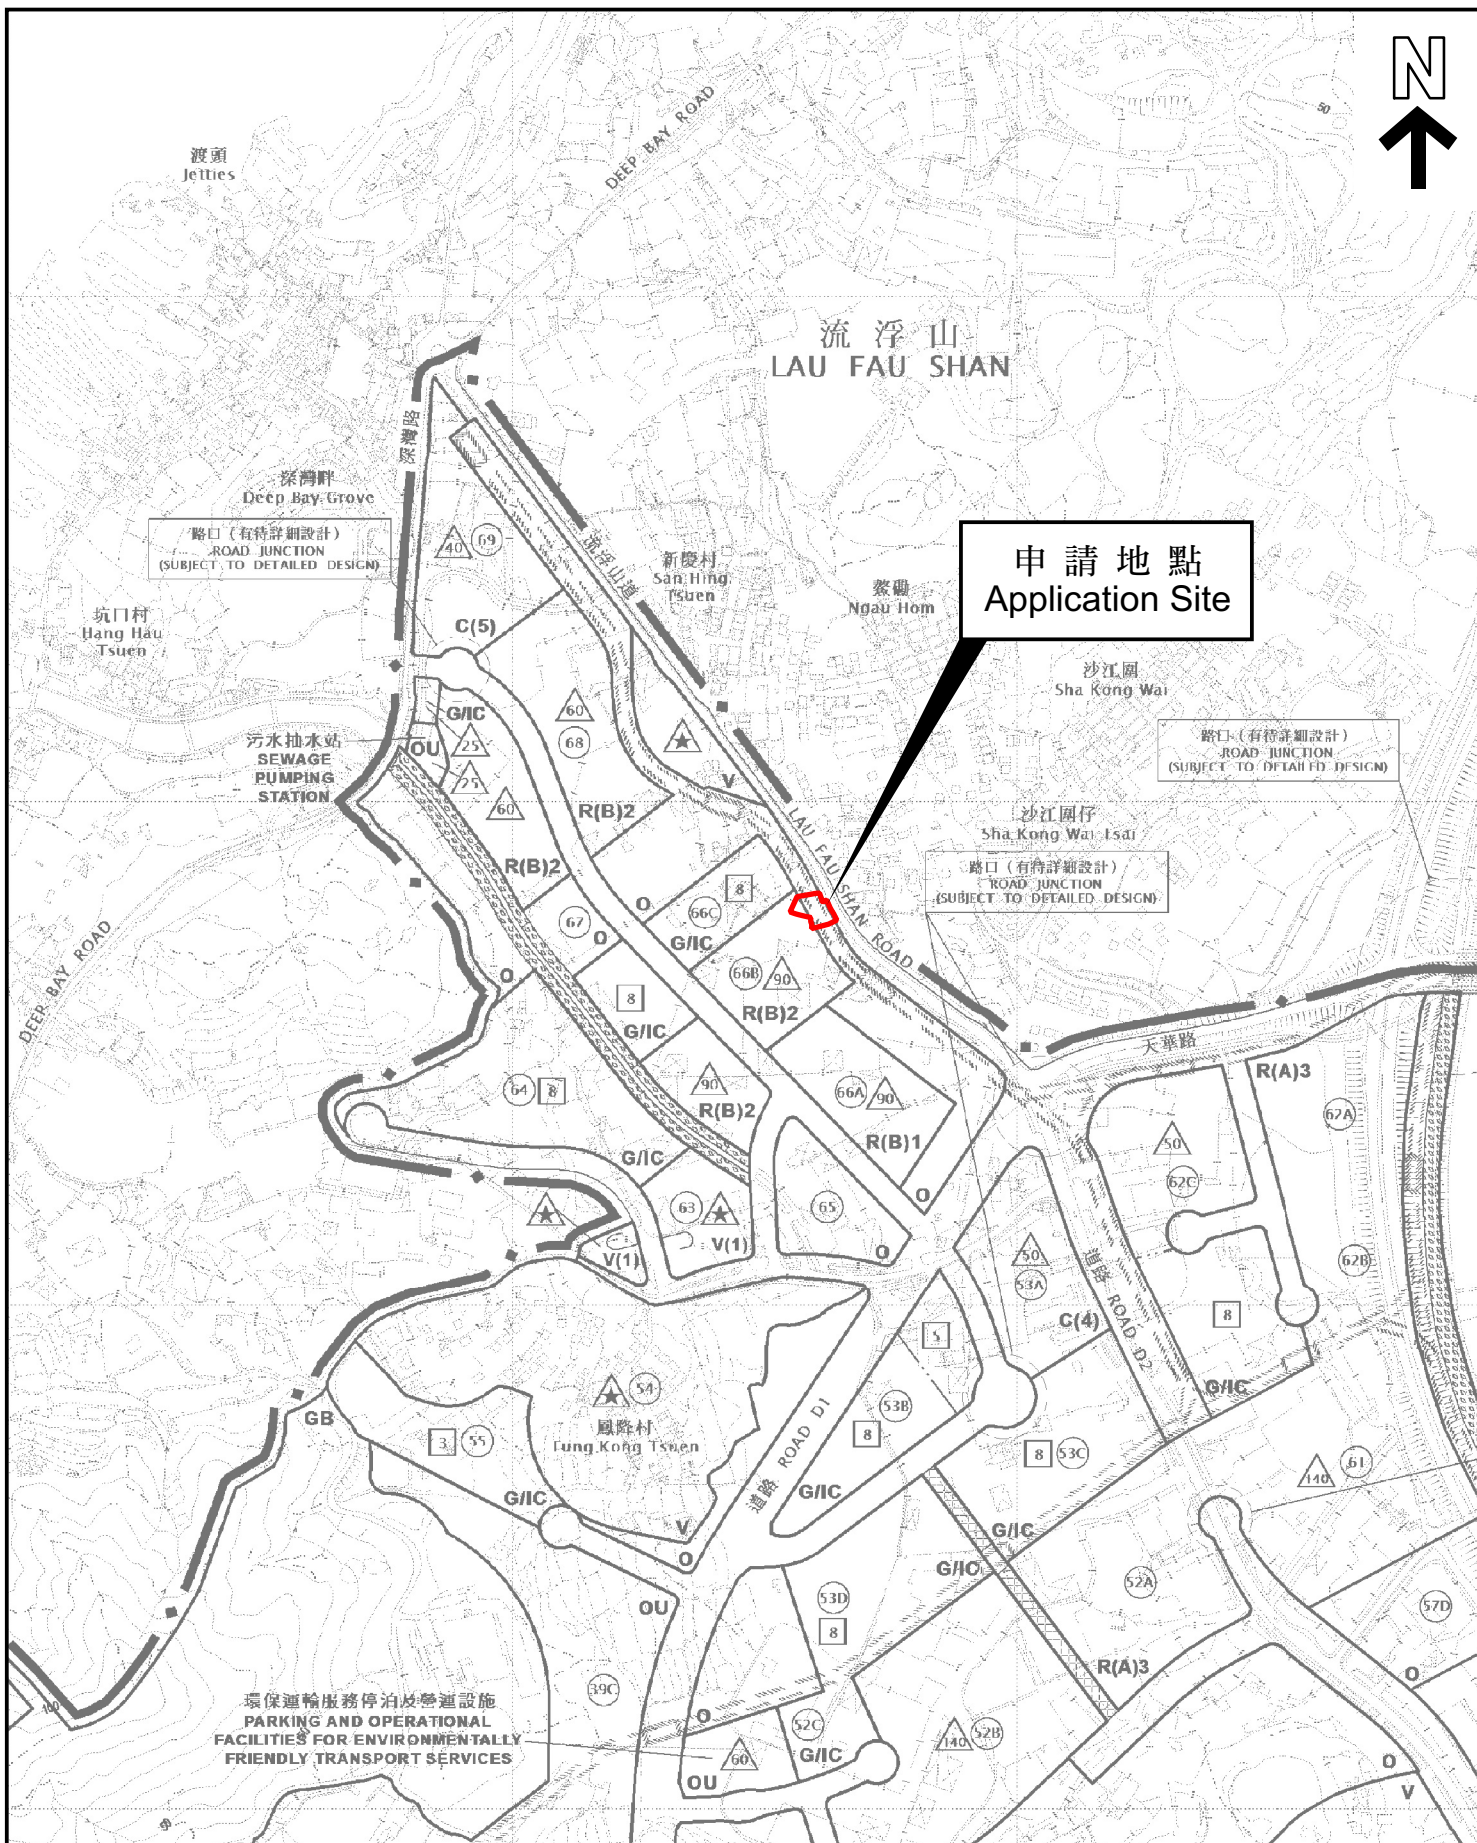 N
50
DEEP BAY ROAD
渡頭
Jetties
流浮山
LAU FAU SHAN
深灣路
深灣畔
Deep Bay Grove
路口（有待詳細設計）
ROAD JUNCTION
(SUBJECT TO DETAILED DESIGN)
40
69
流浮山道
新慶村
San Hing
Tsuen
鰲磡
Ngau Hom
申請地點
Application Site
坑口村
Hang Hau
Tsuen
C(5)
沙江圍
Sha Kong Wai
G/IC
60
68
污水抽水站
SEWAGE
PUMPING
STATION
OU
25
25
60
V
R(B)2
路口（有待詳細設計）
ROAD JUNCTION
(SUBJECT TO DETAILED DESIGN)
沙江圍仔
Sha Kong Wai Tsai
LAU FAU SHAN ROAD
路口（有待詳細設計）
ROAD JUNCTION
(SUBJECT TO DETAILED DESIGN)
R(B)2
8
66C
O
G/IC
67
O
O
DEEP BAY ROAD
66B
90
R(B)2
8
G/IC
天華路
R(A)3
64
8
90
R(B)2
66A
90
R(B)1
62A
50
62C
G/IC
63
V(1)
V(1)
65
O
O
50
53A
C(4)
道路 ROAD D2
62B
8
G/IC
5
54
鳳降村
Fung Kong Tsuen
GB
3
55
G/IC
V
O
道路 ROAD D1
53B
8
G/IC
8
53C
140
61
G/IC
G/IC
52A
57D
OU
53D
8
R(A)3
39C
O
O
環保運輸服務停泊及營運設施
PARKING AND OPERATIONAL
FACILITIES FOR ENVIRONMENTALLY
FRIENDLY TRANSPORT SERVICES
60
OU
52C
G/IC
140
52B
O
V
100